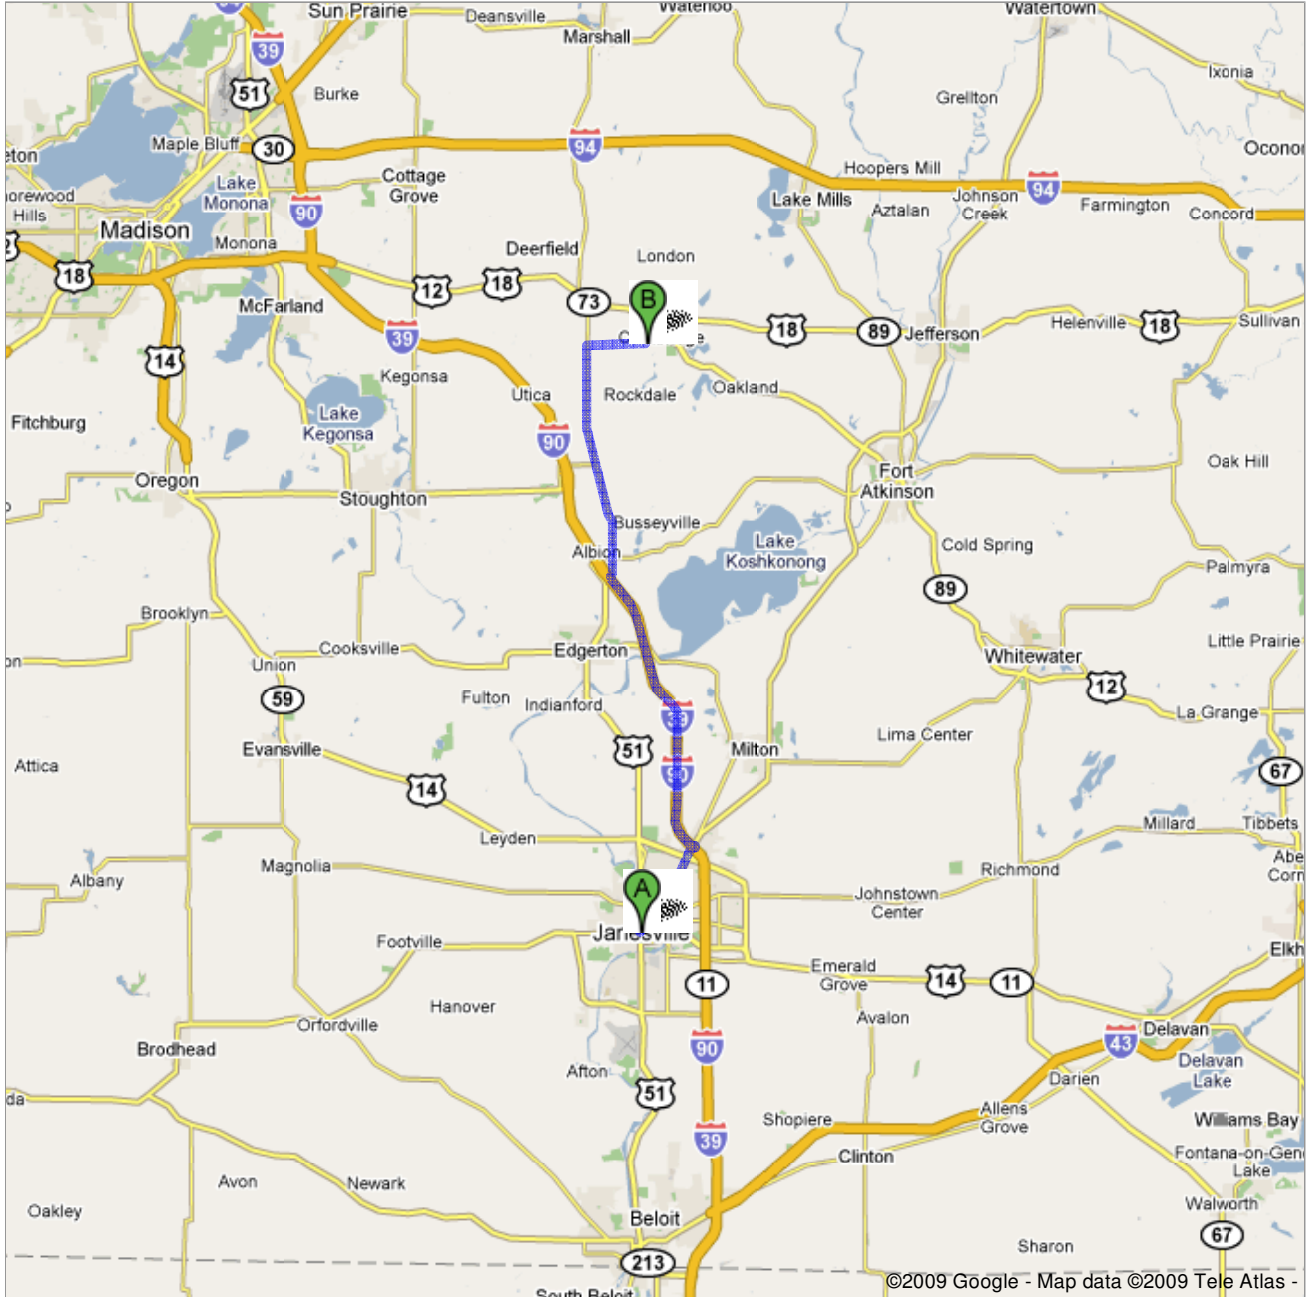 Sun Prairie
Deansville
Marshall
Waterloo
Watertown
39
51
Burke
Ixonia
Grellton
Maple Bluff
30
94
Hoopers Mill
Cottage
Grove
Lake
Monona
90
Lake Mills
Aztalan
Johnson
Creek
94
Farmington
Concord
Hills
Madison
Monona
Deerfield
London
18
12
18
73
B
McFarland
18
89
Jefferson
Helenville
18
Sullivan
39
14
Kegonsa
Utica
Rockdale
Oakland
Fitchburg
Lake
Kegonsa
90
Oak Hill
Oregon
Stoughton
Fort
Atkinson
Busseyville
Albion
Lake
Koshkonong
Cold Spring
Palmyra
89
Brooklyn
Union
Cooksville
Edgerton
Whitewater
Little Prairie
59
Fulton
Indianford
12
La Grange
Lima Center
Evansville
51
Milton
Attica
14
90
67
Leyden
Millard
Tibbets
Magnolia
Albany
Richmond
A
Johnstown
Center
Janesville
Footville
Emerald
Grove
14
11
11
Hanover
Orfordville
Avalon
Brodhead
90
43
Delavan
Delavan
Lake
Afton
51
Darien
Shopiere
Allens
Grove
Williams Bay
39
Clinton
Lake
Avon
Newark
Oakley
Beloit
Walworth
213
67
Sharon
South Beloit
©2009 Google - Map data ©2009 Tele Atlas -